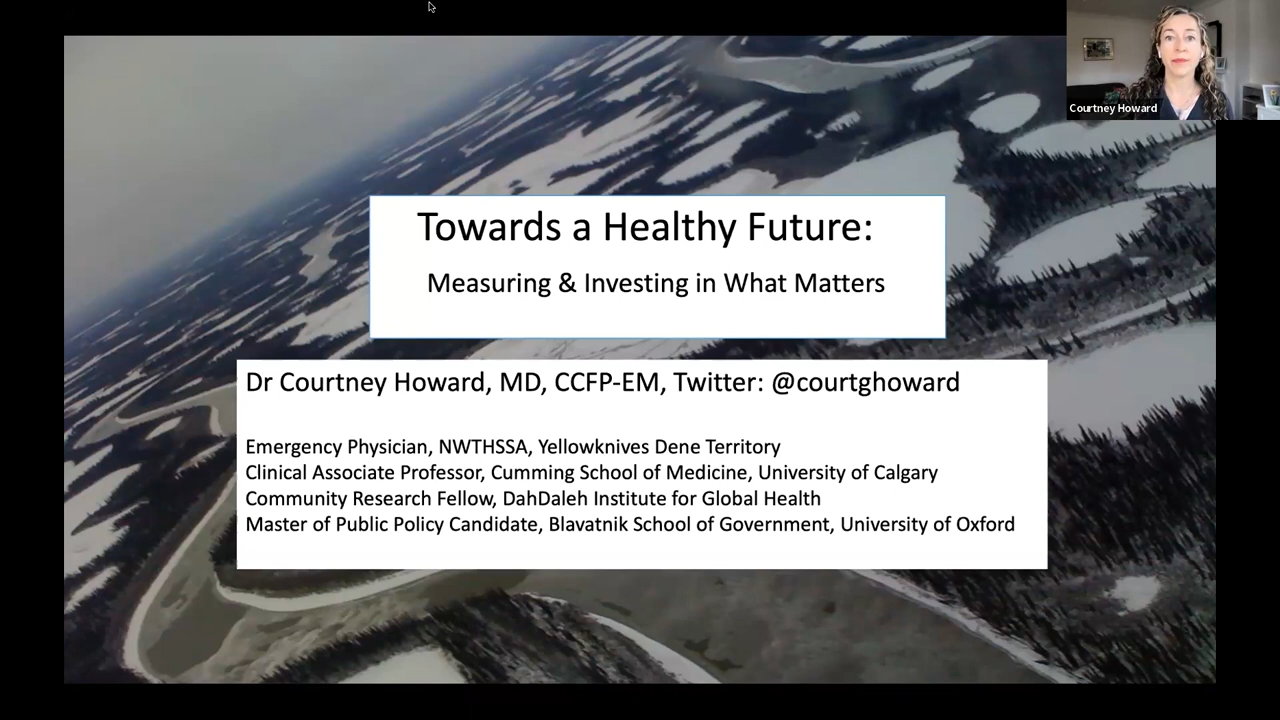 Courtney Howard
Towards a Healthy Future:
Measuring & Investing in What Matters
Dr Courtney Howard, MD, CCFP-EM, Twitter: @courtghoward
Emergency Physician, NWTHSSA, Yellowknives Dene Territory
Clinical Associate Professor, Cumming School of Medicine, University of Calgary
Community Research Fellow, DahDaleh Institute for Global Health
Master of Public Policy Candidate, Blavatnik School of Government, University of Oxford